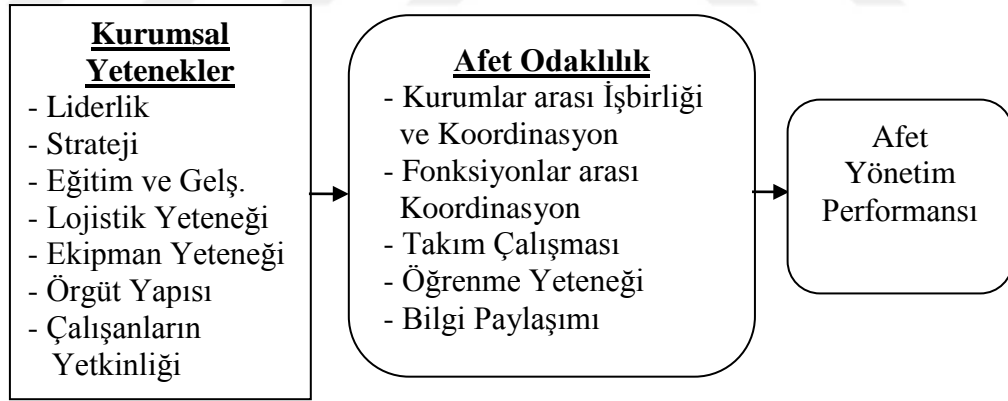 Kurumsal
Yetenekler
- Liderlik
- Strateji
- Eğitim ve Gelş.
- Lojistik Yeteneği
- Ekipman Yeteneği
- Örgüt Yapısı
- Çalışanların
Yetkinliği
Afet Odaklılık
- Kurumlar arası İşbirliği
ve Koordinasyon
- Fonksiyonlar arası
Koordinasyon
- Takım Çalışması
- Öğrenme Yeteneği
- Bilgi Paylaşımı
Afet
Yönetim
Performansı